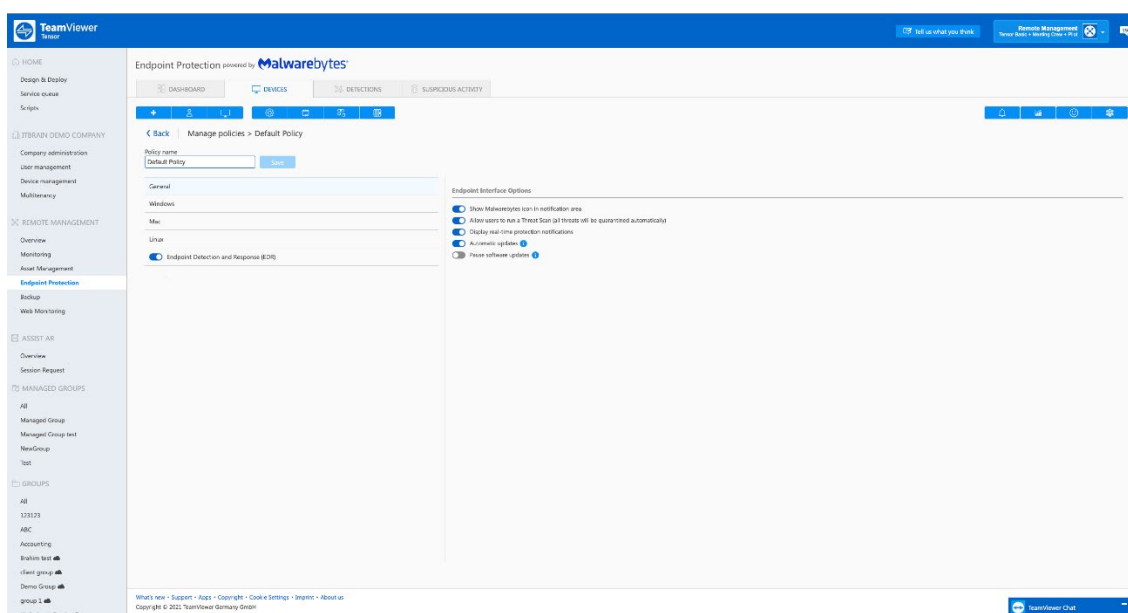 TeamViewer
Tensor
Tell us what you think
Remote Management
HOME
Design & Deploy
Service queue
Scripts
ITBRAIN DEMO COMPANY
Company administration
User management
Device management
Multitenancy
REMOTE MANAGEMENT
Overview
Monitoring
Asset Management
Endpoint Protection
Backup
Web Monitoring
ASSIST AR
Overview
Session Request
MANAGED GROUPS
All
Managed Group
Managed Group test
NewGroup
Test
GROUPS
All
123123
ABC
Accounting
Brahim test
client group
Demo Group
group 1
Endpoint Protection powered by Malwarebytes
DASHBOARD DEVICES DETECTIONS SUSPICIOUS ACTIVITY
Back Manage policies > Default Policy
Policy name
Default Policy Save
General
Windows
Mac
Linux
Endpoint Detection and Response (EDR)
Endpoint Interface Options
Show Malwarebytes icon in notification area
Allow users to run a Threat Scan (all threats will be quarantined automatically)
Display real-time protection notifications
Automatic updates
Pause software updates
What's new • Support • Apps • Copyright • Cookie Settings • Imprint • About us
Copyright © 2021 TeamViewer Germany GmbH
TeamViewer Chat